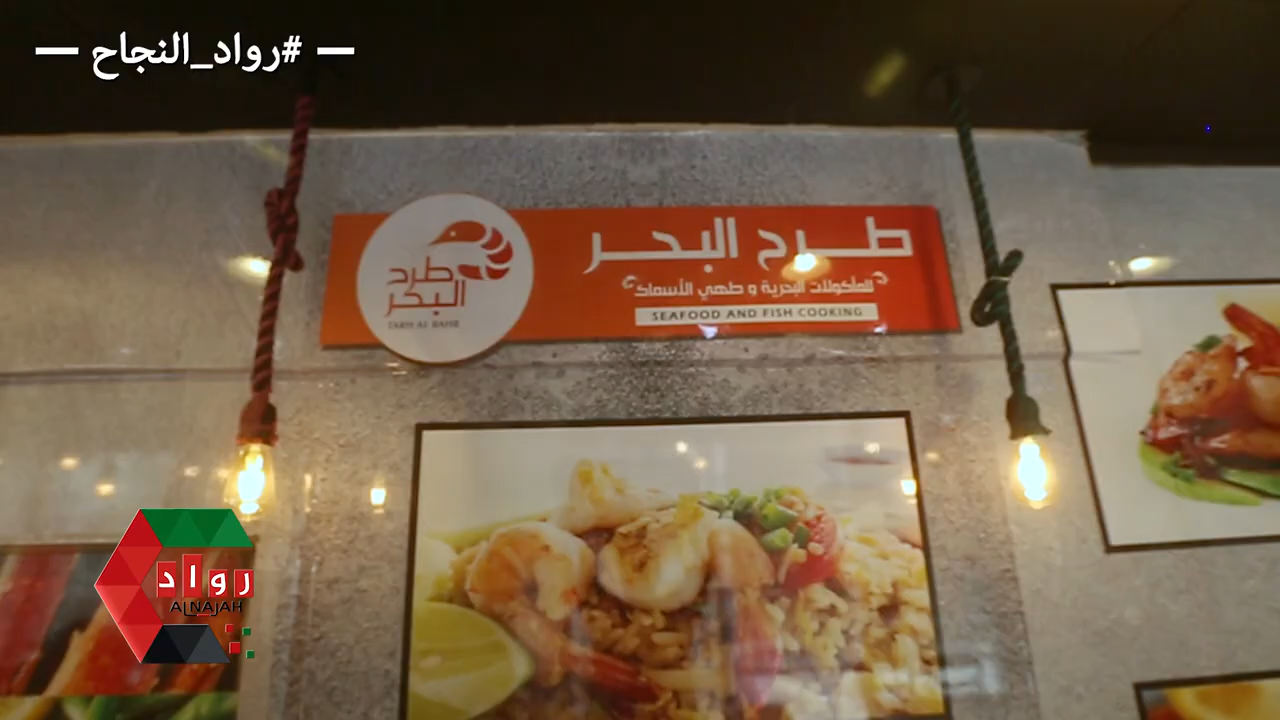 #رواد_النجاح
طرح البحر
للمأكولات البحرية و طهي الأسماك
SEAFOOD AND FISH COOKING
طرح
البحر
TARH AL BAHR
رواد
ALNAJAH